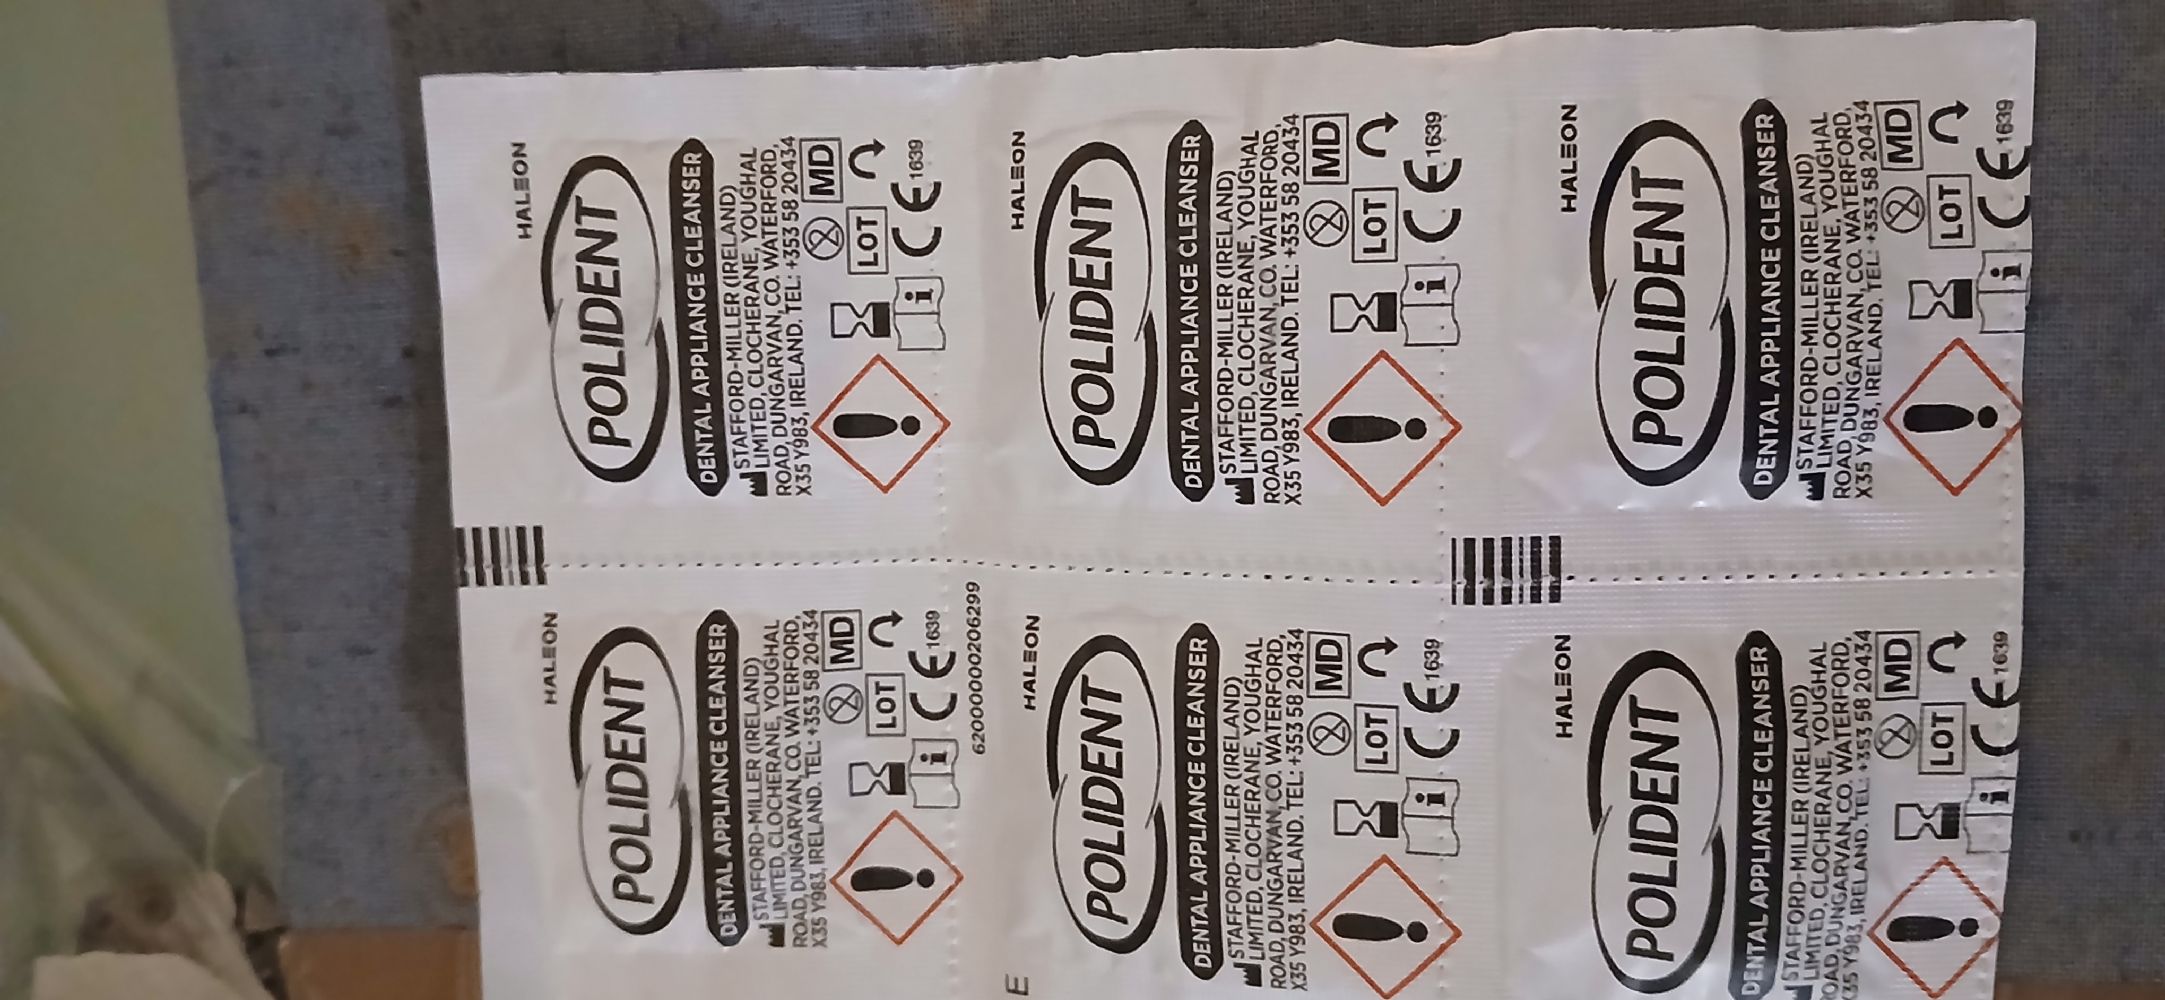 HALEON
POLIDENT
DENTAL APPLIANCE CLEANSER
STAFFORD-MILLER (IRELAND)
LIMITED, CLOCHERANE, YOUGHAL
ROAD, DUNGARVAN, CO. WATERFORD,
X35 Y983, IRELAND. TEL.: +353 58 20434
MD
LOT
CE 1639
62000000206299
HALEON
POLIDENT
DENTAL APPLIANCE CLEANSER
STAFFORD-MILLER (IRELAND)
LIMITED, CLOCHERANE, YOUGHAL
ROAD, DUNGARVAN, CO. WATERFORD,
X35 Y983, IRELAND. TEL.: +353 58 20434
MD
LOT
CE 1639
E
HALEON
POLIDENT
DENTAL APPLIANCE CLEANSER
STAFFORD-MILLER (IRELAND)
LIMITED, CLOCHERANE, YOUGHAL
ROAD, DUNGARVAN, CO. WATERFORD,
X35 Y983, IRELAND. TEL.: +353 58 20434
MD
LOT
CE 1639
HALEON
POLIDENT
DENTAL APPLIANCE CLEANSER
STAFFORD-MILLER (IRELAND)
LIMITED, CLOCHERANE, YOUGHAL
ROAD, DUNGARVAN, CO. WATERFORD,
X35 Y983, IRELAND. TEL.: +353 58 20434
MD
LOT
CE 1639
HALEON
POLIDENT
DENTAL APPLIANCE CLEANSER
STAFFORD-MILLER (IRELAND)
LIMITED, CLOCHERANE, YOUGHAL
ROAD, DUNGARVAN, CO. WATERFORD,
X35 Y983, IRELAND. TEL.: +353 58 20434
MD
LOT
CE 1639
HALEON
POLIDENT
DENTAL APPLIANCE CLEANSER
STAFFORD-MILLER (IRELAND)
LIMITED, CLOCHERANE, YOUGHAL
ROAD, DUNGARVAN, CO. WATERFORD,
X35 Y983, IRELAND. TEL.: +353 58 20434
MD
LOT
CE 1639